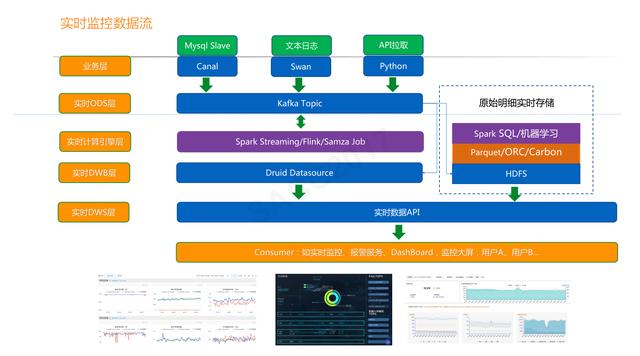 实时监控数据流
Mysql Slave
文本日志
API拉取
业务层
Canal
Swan
Python
实时ODS层
Kafka Topic
原始明细实时存储
实时计算引擎层
Spark Streaming/Flink/Samza Job
Spark SQL/机器学习
Parquet/ORC/Carbon
实时DWB层
Druid Datasource
HDFS
实时DWS层
实时数据API
Consumer：如实时监控、报警服务、DashBoard，监控大屏，用户A、用户B...